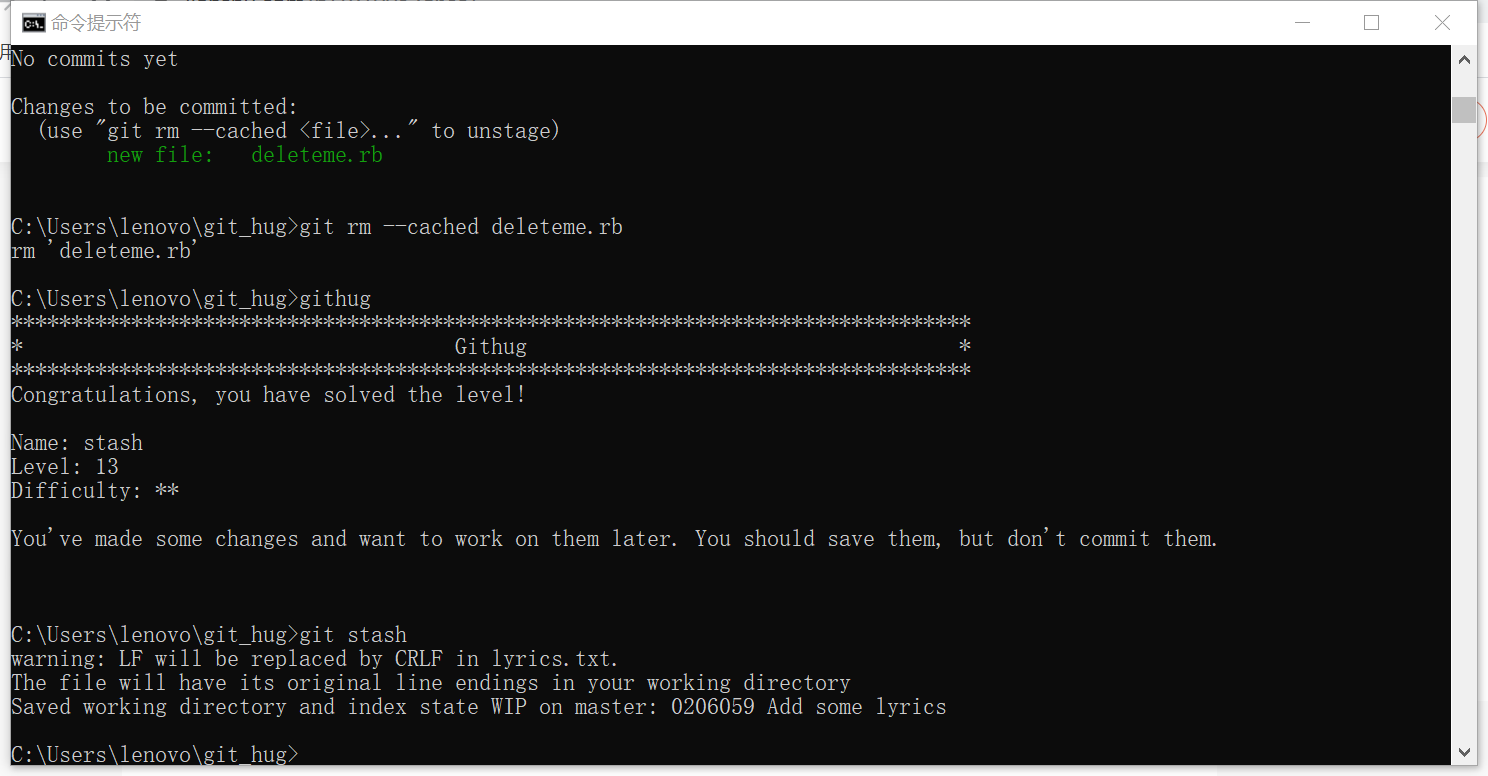 命令提示符
No commits yet
Changes to be committed:
(use "git rm --cached <file>..." to unstage)
new file:   deleteme.rb
C:\Users\lenovo\git_hug>git rm --cached deleteme.rb
rm 'deleteme.rb'
C:\Users\lenovo\git_hug>githug
********************************************************************************
*                                    Githug                                    *
********************************************************************************
Congratulations, you have solved the level!
Name: stash
Level: 13
Difficulty: **
You've made some changes and want to work on them later. You should save them, but don't commit them.
C:\Users\lenovo\git_hug>git stash
warning: LF will be replaced by CRLF in lyrics.txt.
The file will have its original line endings in your working directory
Saved working directory and index state WIP on master: 0206059 Add some lyrics
C:\Users\lenovo\git_hug>